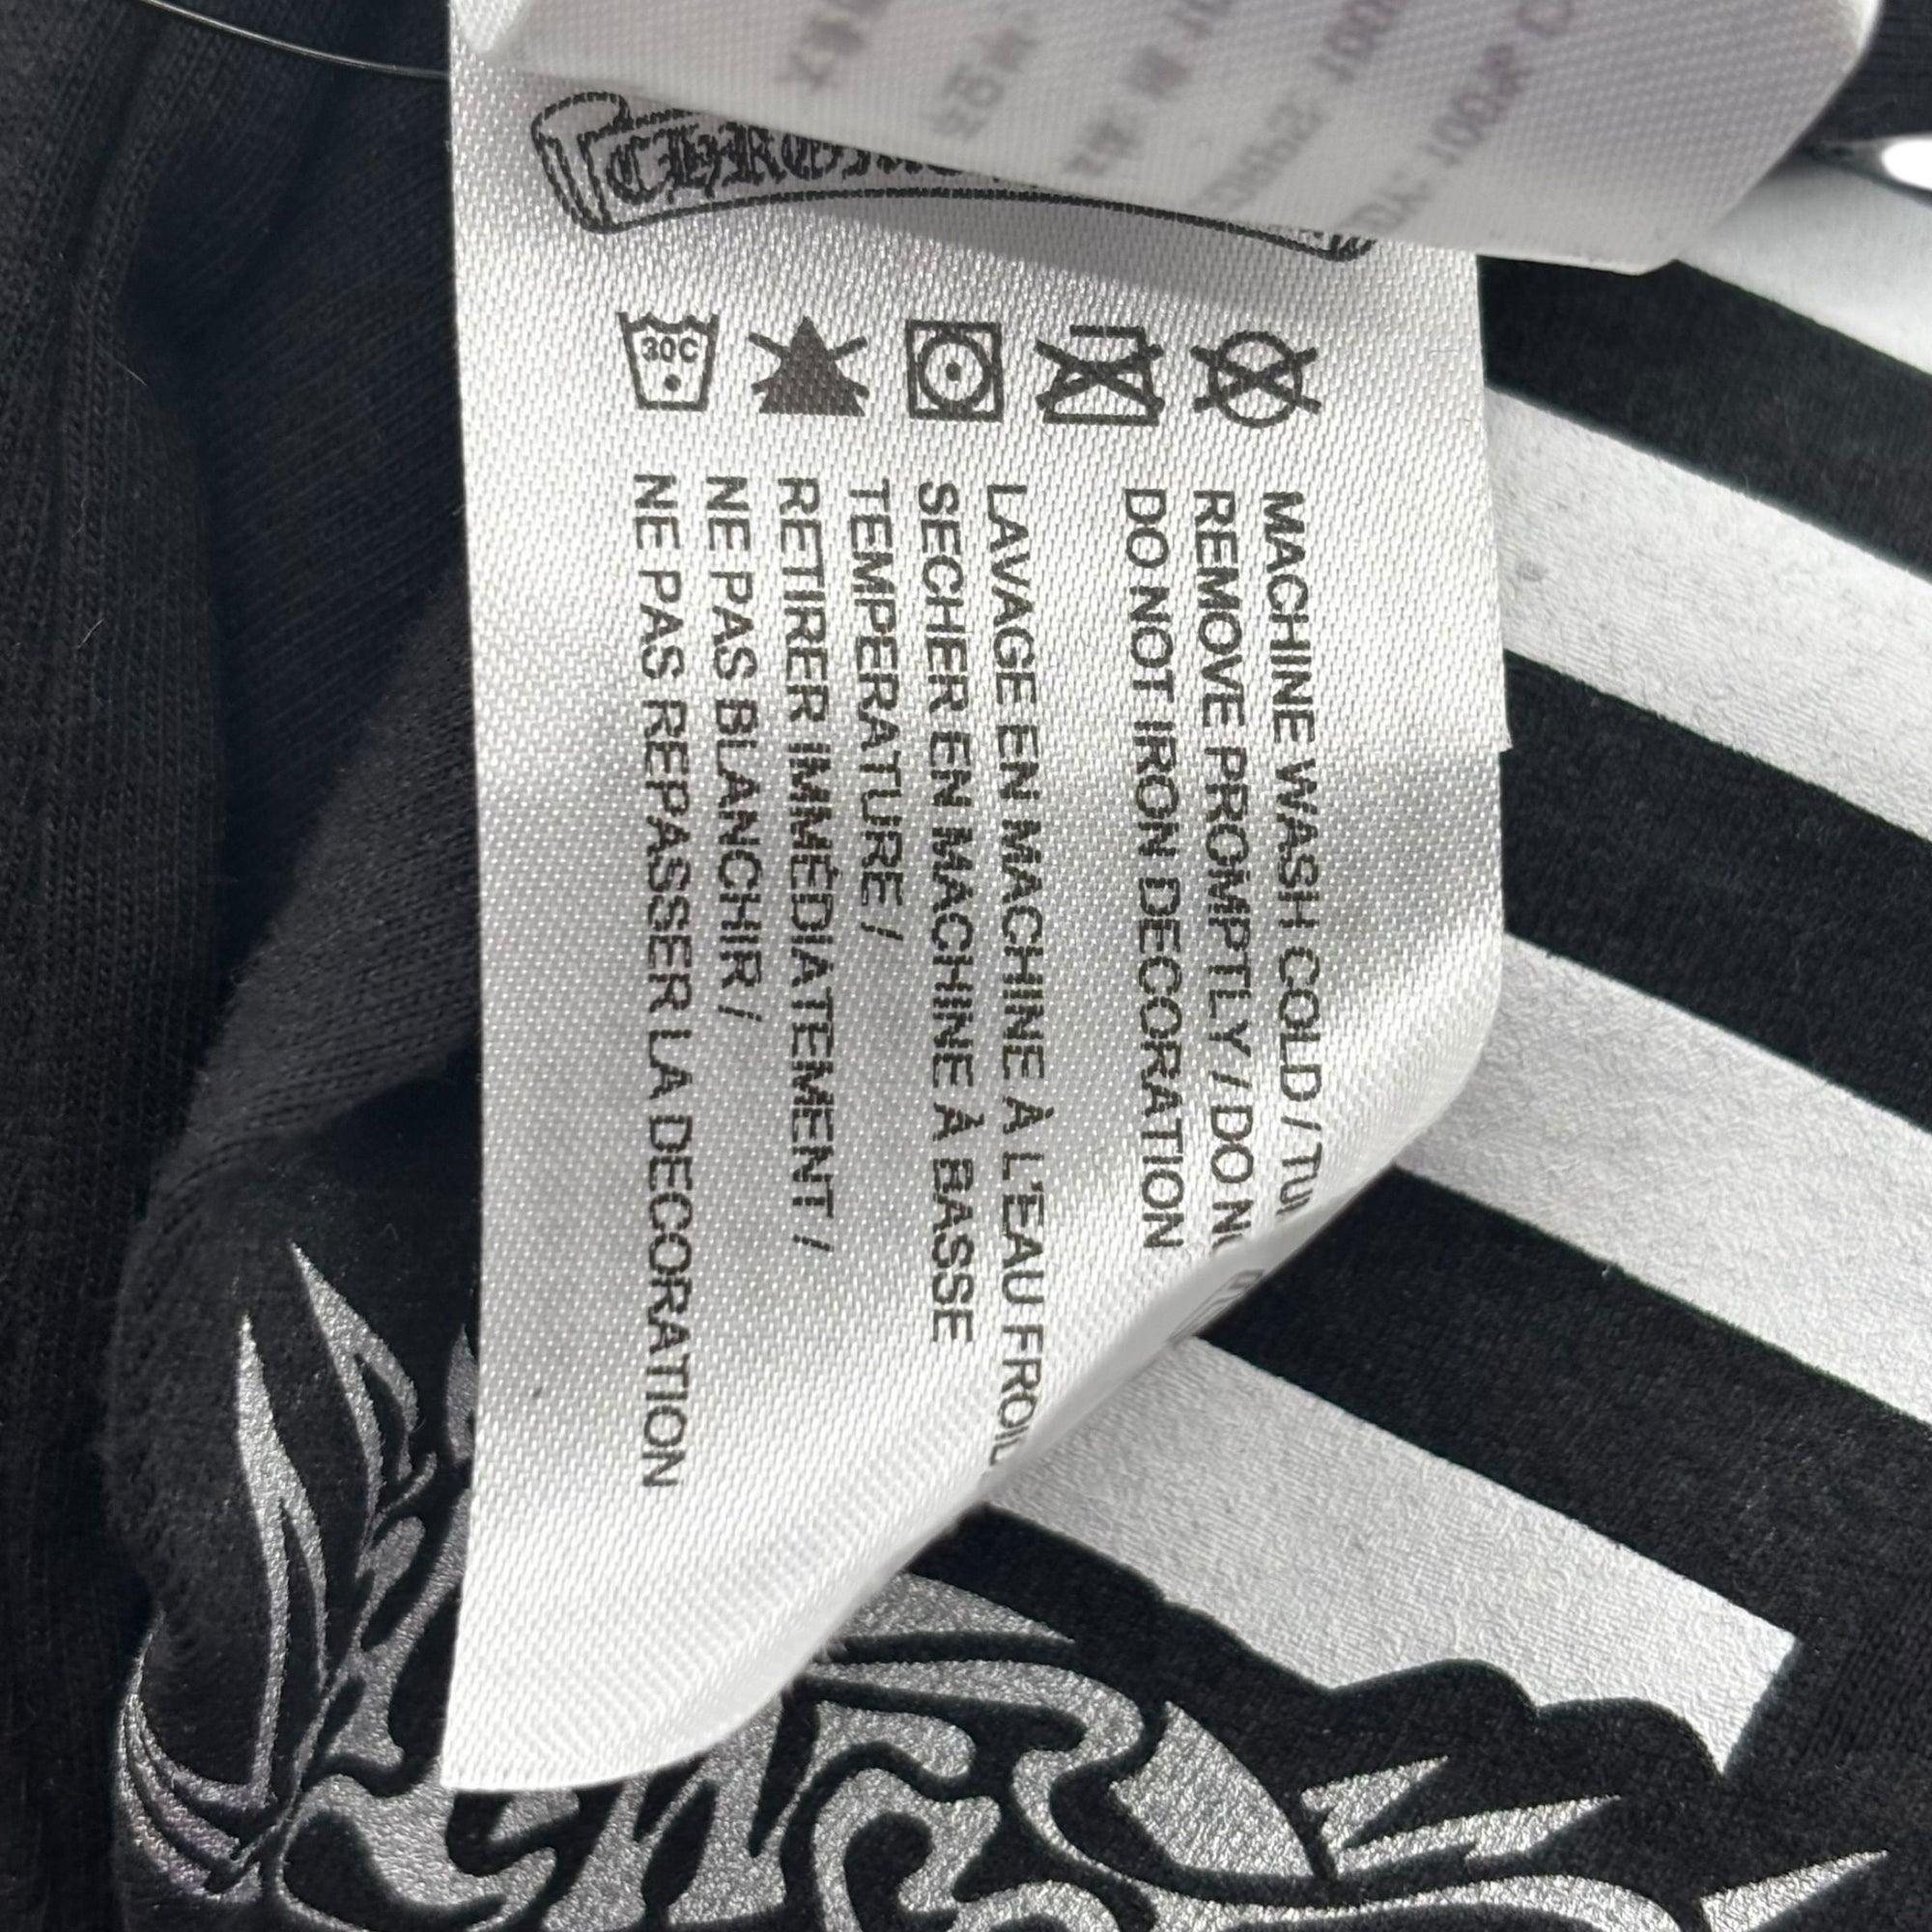 30C
MACHINE WASH COLD /
REMOVE PROMPTLY / DO
DO NOT IRON DECORATION
LAVAGE EN MACHINE À L'EAU
SECHER EN MACHINE À BASSE
TEMPERATURE /
RETIRER IMMÉDIATEMENT /
NE PAS BLANCHIR /
NE PAS REPASSER LA DECORATION